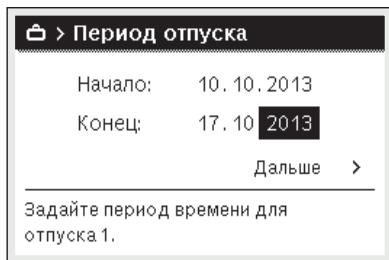 > Период отпуска
Начало: 10.10.2013
Конец: 17.10 2013
Дальше >
Задайте период времени для
отпуска 1.